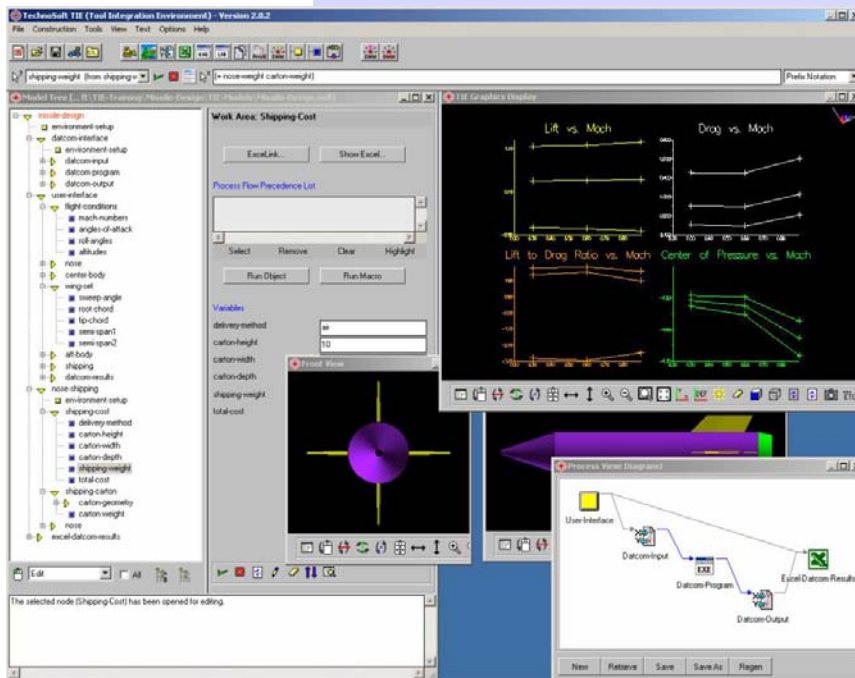 TechnoSoft TIE (Tool Integration Environment) - Version 2.0.2
File Construction Tools View Text Options Help
shipping-weight (from shipping-w
(+ nose-weight carton-weight)
Prefix Notation
missile-design
environment-setup
datcom-interface
environment-setup
datcom-input
datcom-program
datcom-output
user-interface
flight-conditions
mach-numbers
angles-of-attack
roll-angles
altitudes
nose
center-body
wing-set
sweep-angle
root-chord
tip-chord
semi-span1
semi-span2
aft-body
shipping
datcom-results
nose-shipping
environment-setup
shipping-cost
delivery-method
carton-height
carton-width
carton-depth
shipping-weight
total-cost
shipping-carton
carton-geometry
carton-weight
nose
excel-datcom-results
Edit
All
The selected node (Shipping-Cost) has been opened for editing.
Work Area: Shipping-Cost
ExceLink...
Show Excel...
Process Flow Precedence List
Select Remove Clear Highlight
Run Object
Run Macro
Variables
delivery-method
air
carton-height
10
carton-width
carton-depth
shipping-weight
total-cost
Front View
TIE Graphics Display
Lift vs. Mach
Drag vs. Mach
Lift to Drag Ratio vs. Mach
Center of Pressure vs. Mach
Process View: Diagram1
User-Interface
Datcom-Input
EXE
Datcom-Program
Datcom-Output
Excel-Datcom-Results
New Retrieve Save Save As Regen